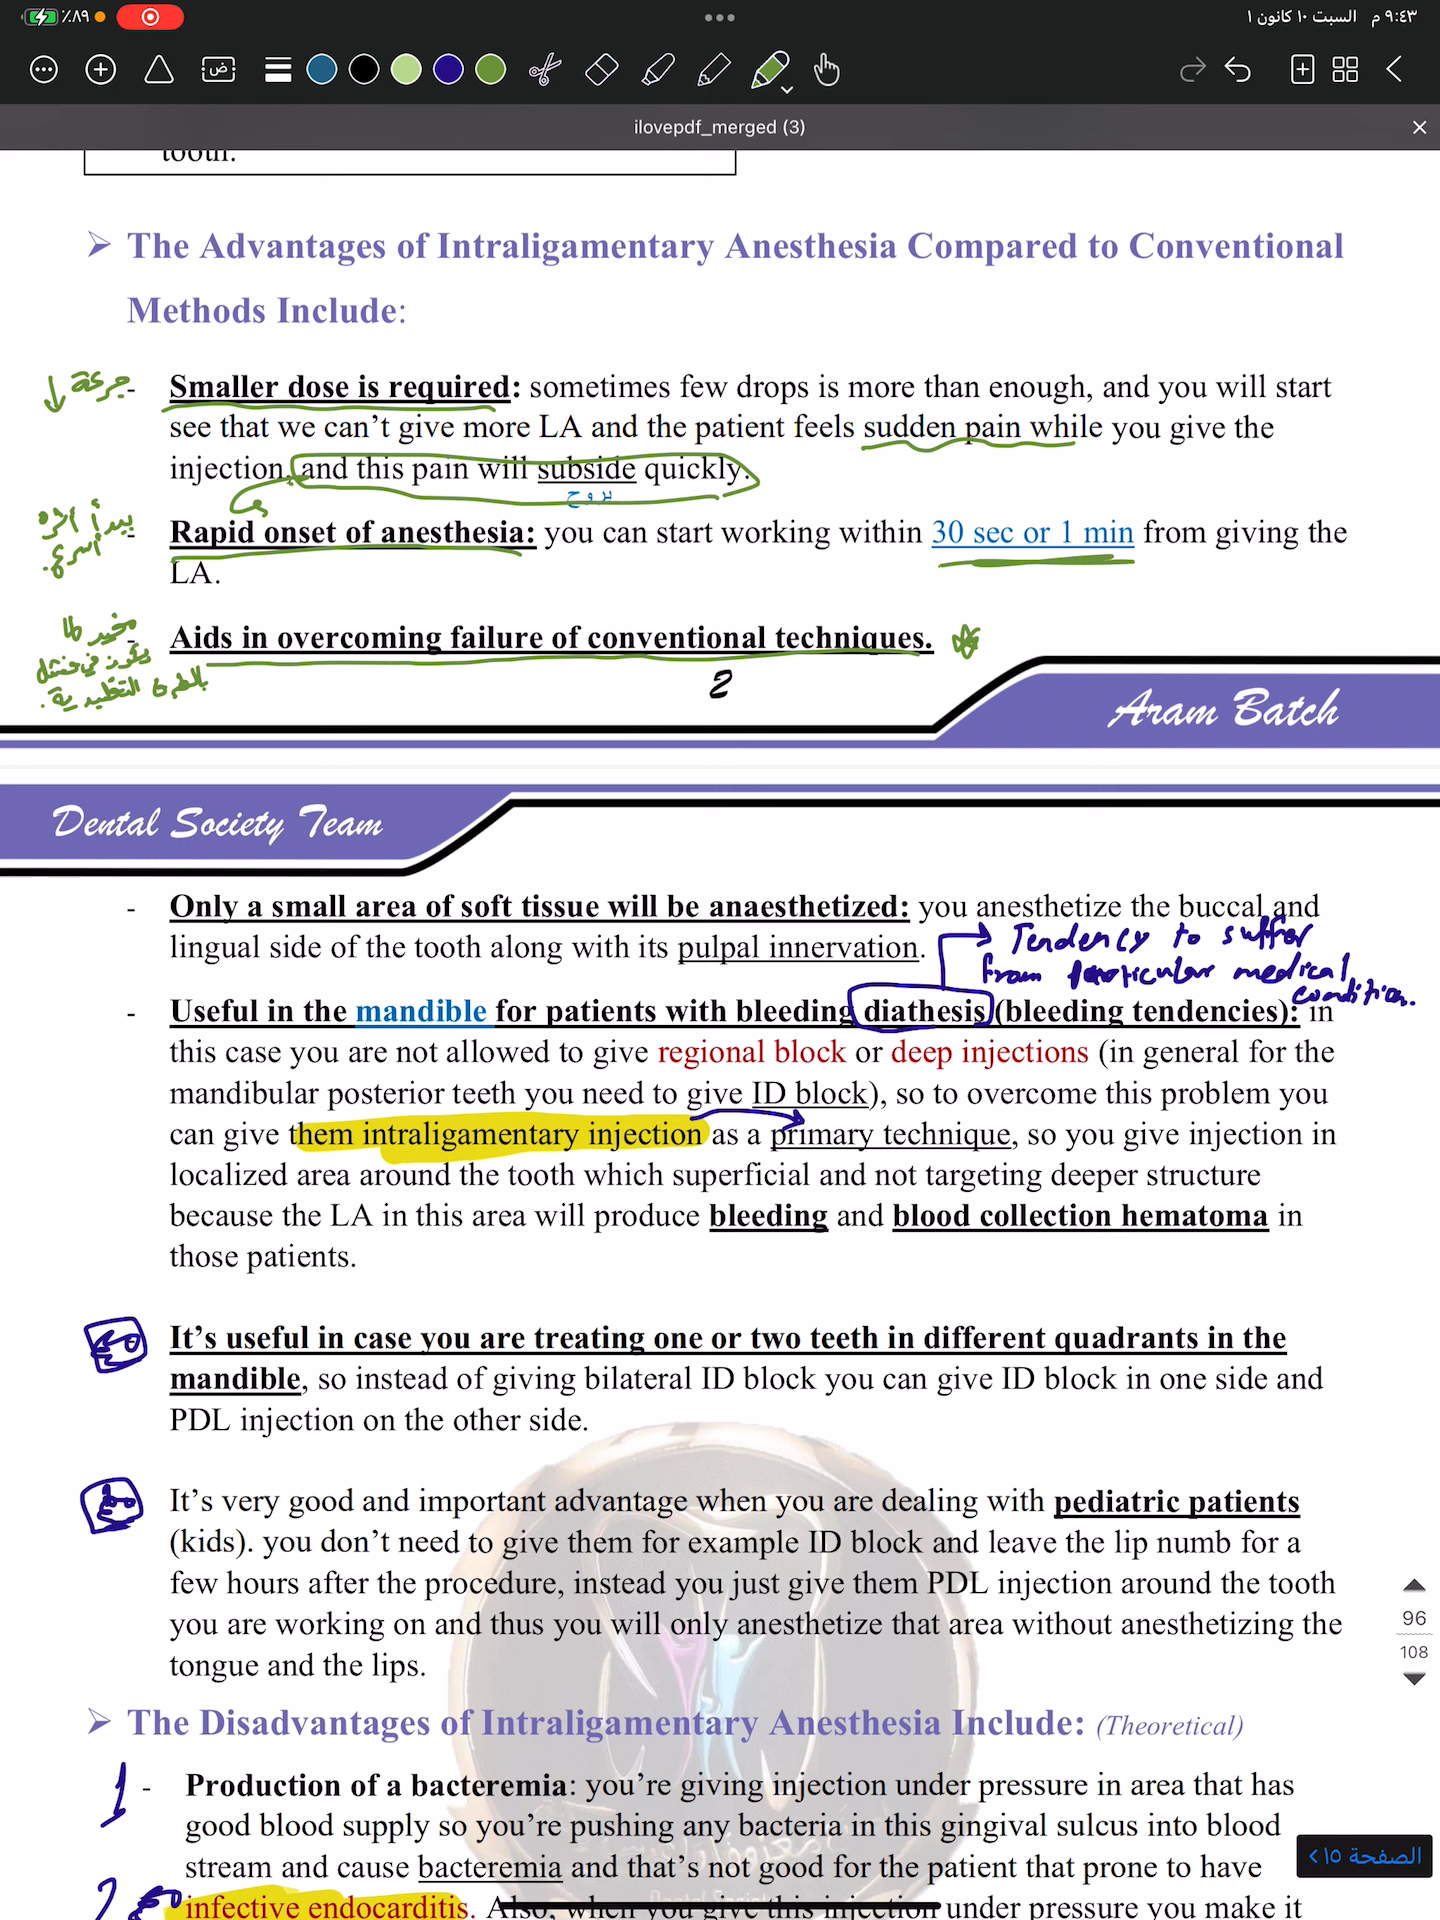 ٪٨٩
٩:٤٣ م السبت ١٠ كانون ١
ض
ilovepdf_merged (3)
tooth.
➢ The Advantages of Intraligamentary Anesthesia Compared to Conventional
Methods Include:
↓ جرعة
- Smaller dose is required: sometimes few drops is more than enough, and you will start
see that we can’t give more LA and the patient feels sudden pain while you give the
injection, and this pain will subside quickly.
يروح
يبدأ اثره
أسرع.
- Rapid onset of anesthesia: you can start working within 30 sec or 1 min from giving the
LA.
يكون في فشل
بالطرق التقليدية.
- Aids in overcoming failure of conventional techniques.
2
Aram Batch
Dental Society Team
- Only a small area of soft tissue will be anaesthetized: you anesthetize the buccal and
lingual side of the tooth along with its pulpal innervation.
Tendency to suffer
from particular medical
condition.
- Useful in the mandible for patients with bleeding diathesis (bleeding tendencies): in
this case you are not allowed to give regional block or deep injections (in general for the
mandibular posterior teeth you need to give ID block), so to overcome this problem you
can give them intraligamentary injection as a primary technique, so you give injection in
localized area around the tooth which superficial and not targeting deeper structure
because the LA in this area will produce bleeding and blood collection hematoma in
those patients.
It’s useful in case you are treating one or two teeth in different quadrants in the
mandible, so instead of giving bilateral ID block you can give ID block in one side and
PDL injection on the other side.
It’s very good and important advantage when you are dealing with pediatric patients
(kids). you don’t need to give them for example ID block and leave the lip numb for a
few hours after the procedure, instead you just give them PDL injection around the tooth
you are working on and thus you will only anesthetize that area without anesthetizing the
tongue and the lips.
96
108
➢ The Disadvantages of Intraligamentary Anesthesia Include: (Theoretical)
1
- Production of a bacteremia: you’re giving injection under pressure in area that has
good blood supply so you’re pushing any bacteria in this gingival sulcus into blood
stream and cause bacteremia and that’s not good for the patient that prone to have
الصفحة ١٥
2
infective endocarditis. Also, when you give this injection under pressure you make it